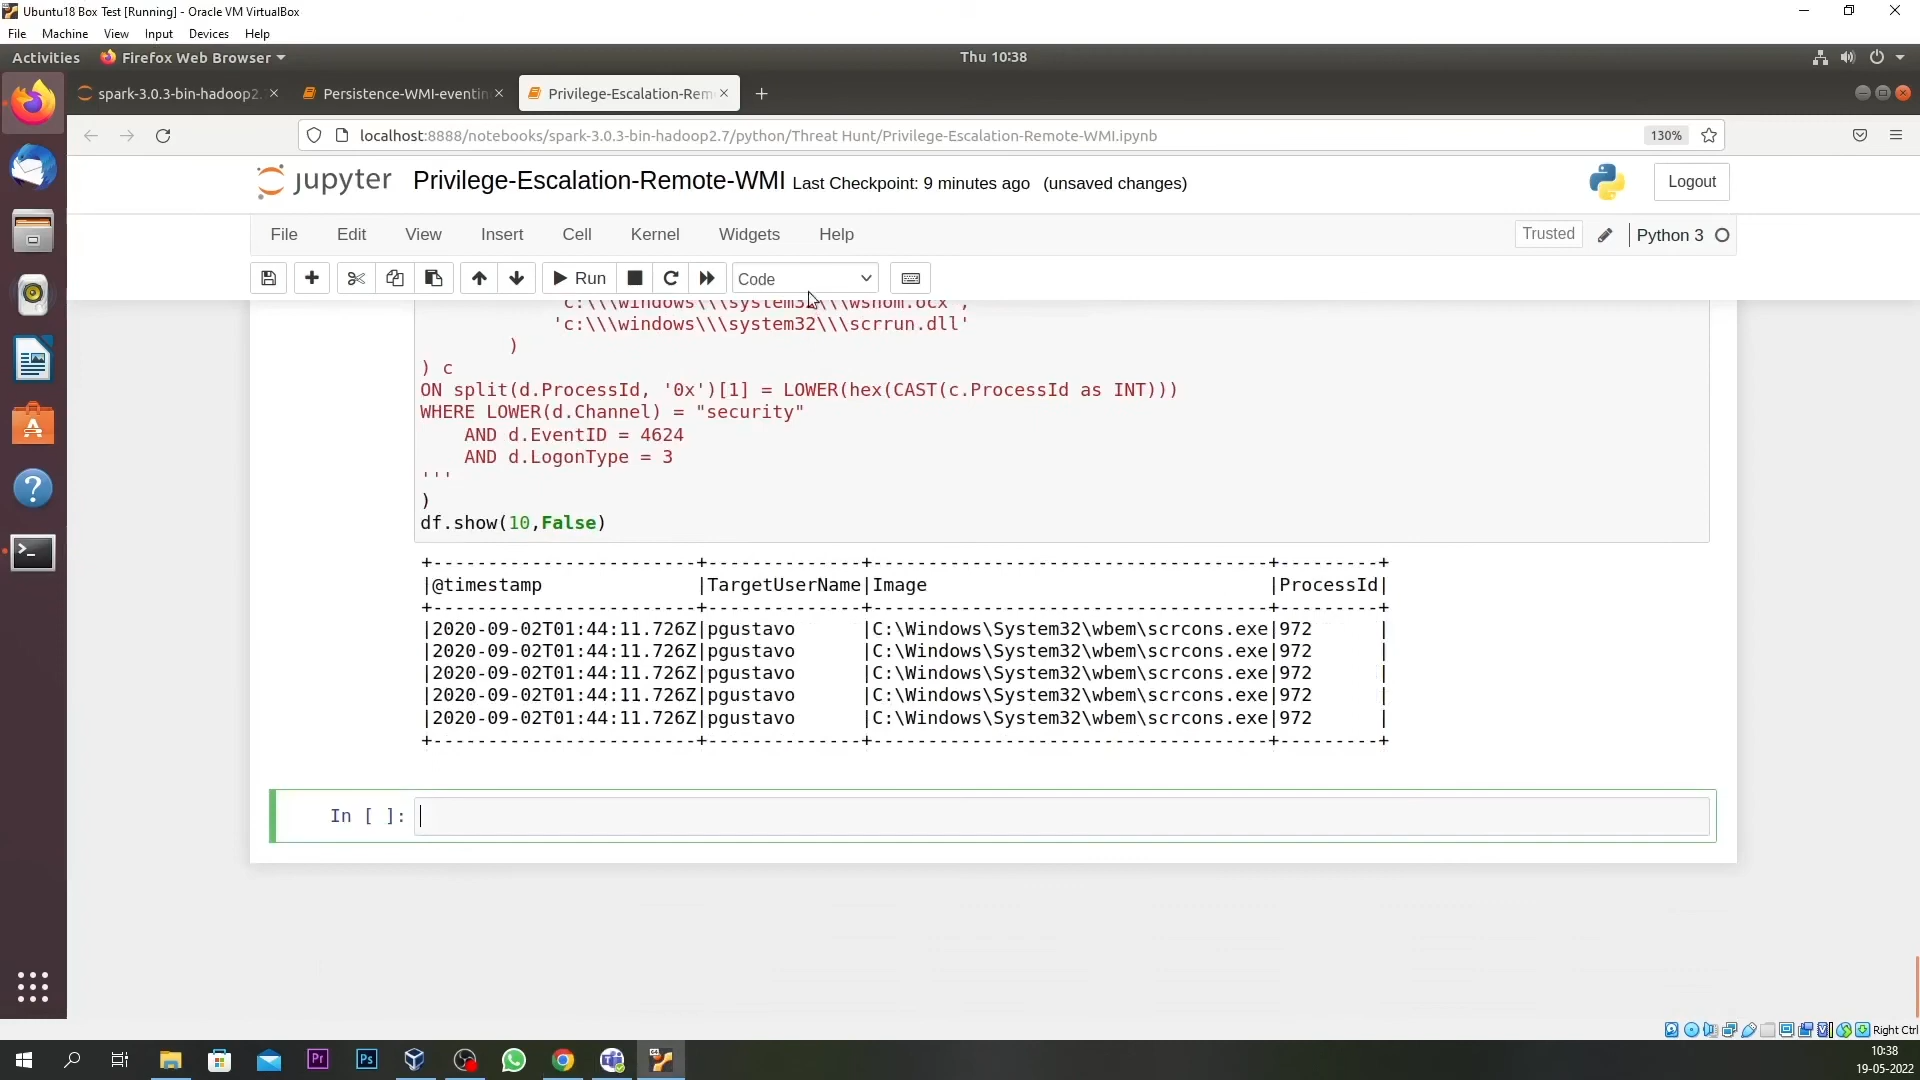 Ubuntu18 Box Test [Running] - Oracle VM VirtualBox
File Machine View Input Devices Help
Activities Firefox Web Browser Thu 10:38
spark-3.0.3-bin-hadoop2. Persistence-WMI-eventin Privilege-Escalation-Rem
localhost:8888/notebooks/spark-3.0.3-bin-hadoop2.7/python/Threat Hunt/Privilege-Escalation-Remote-WMI.ipynb 130%
jupyter Privilege-Escalation-Remote-WMI Last Checkpoint: 9 minutes ago (unsaved changes) Logout
File Edit View Insert Cell Kernel Widgets Help Trusted Python 3
Run Code
'c:\\\windows\\\system32\\\wshom.ocx',
'c:\\\windows\\\system32\\\scrrun.dll'
)
) c
ON split(d.ProcessId, '0x')[1] = LOWER(hex(CAST(c.ProcessId as INT)))
WHERE LOWER(d.Channel) = "security"
AND d.EventID = 4624
AND d.LogonType = 3
'''
)
df.show(10,False)
+------------------------+--------------+------------------------------------+---------+
|@timestamp |TargetUserName|Image |ProcessId|
+------------------------+--------------+------------------------------------+---------+
|2020-09-02T01:44:11.726Z|pgustavo |C:\Windows\System32\wbem\scrcons.exe|972 |
|2020-09-02T01:44:11.726Z|pgustavo |C:\Windows\System32\wbem\scrcons.exe|972 |
|2020-09-02T01:44:11.726Z|pgustavo |C:\Windows\System32\wbem\scrcons.exe|972 |
|2020-09-02T01:44:11.726Z|pgustavo |C:\Windows\System32\wbem\scrcons.exe|972 |
|2020-09-02T01:44:11.726Z|pgustavo |C:\Windows\System32\wbem\scrcons.exe|972 |
+------------------------+--------------+------------------------------------+---------+
In [ ]:
Right Ctrl
Pr Ps
10:38
19-05-2022